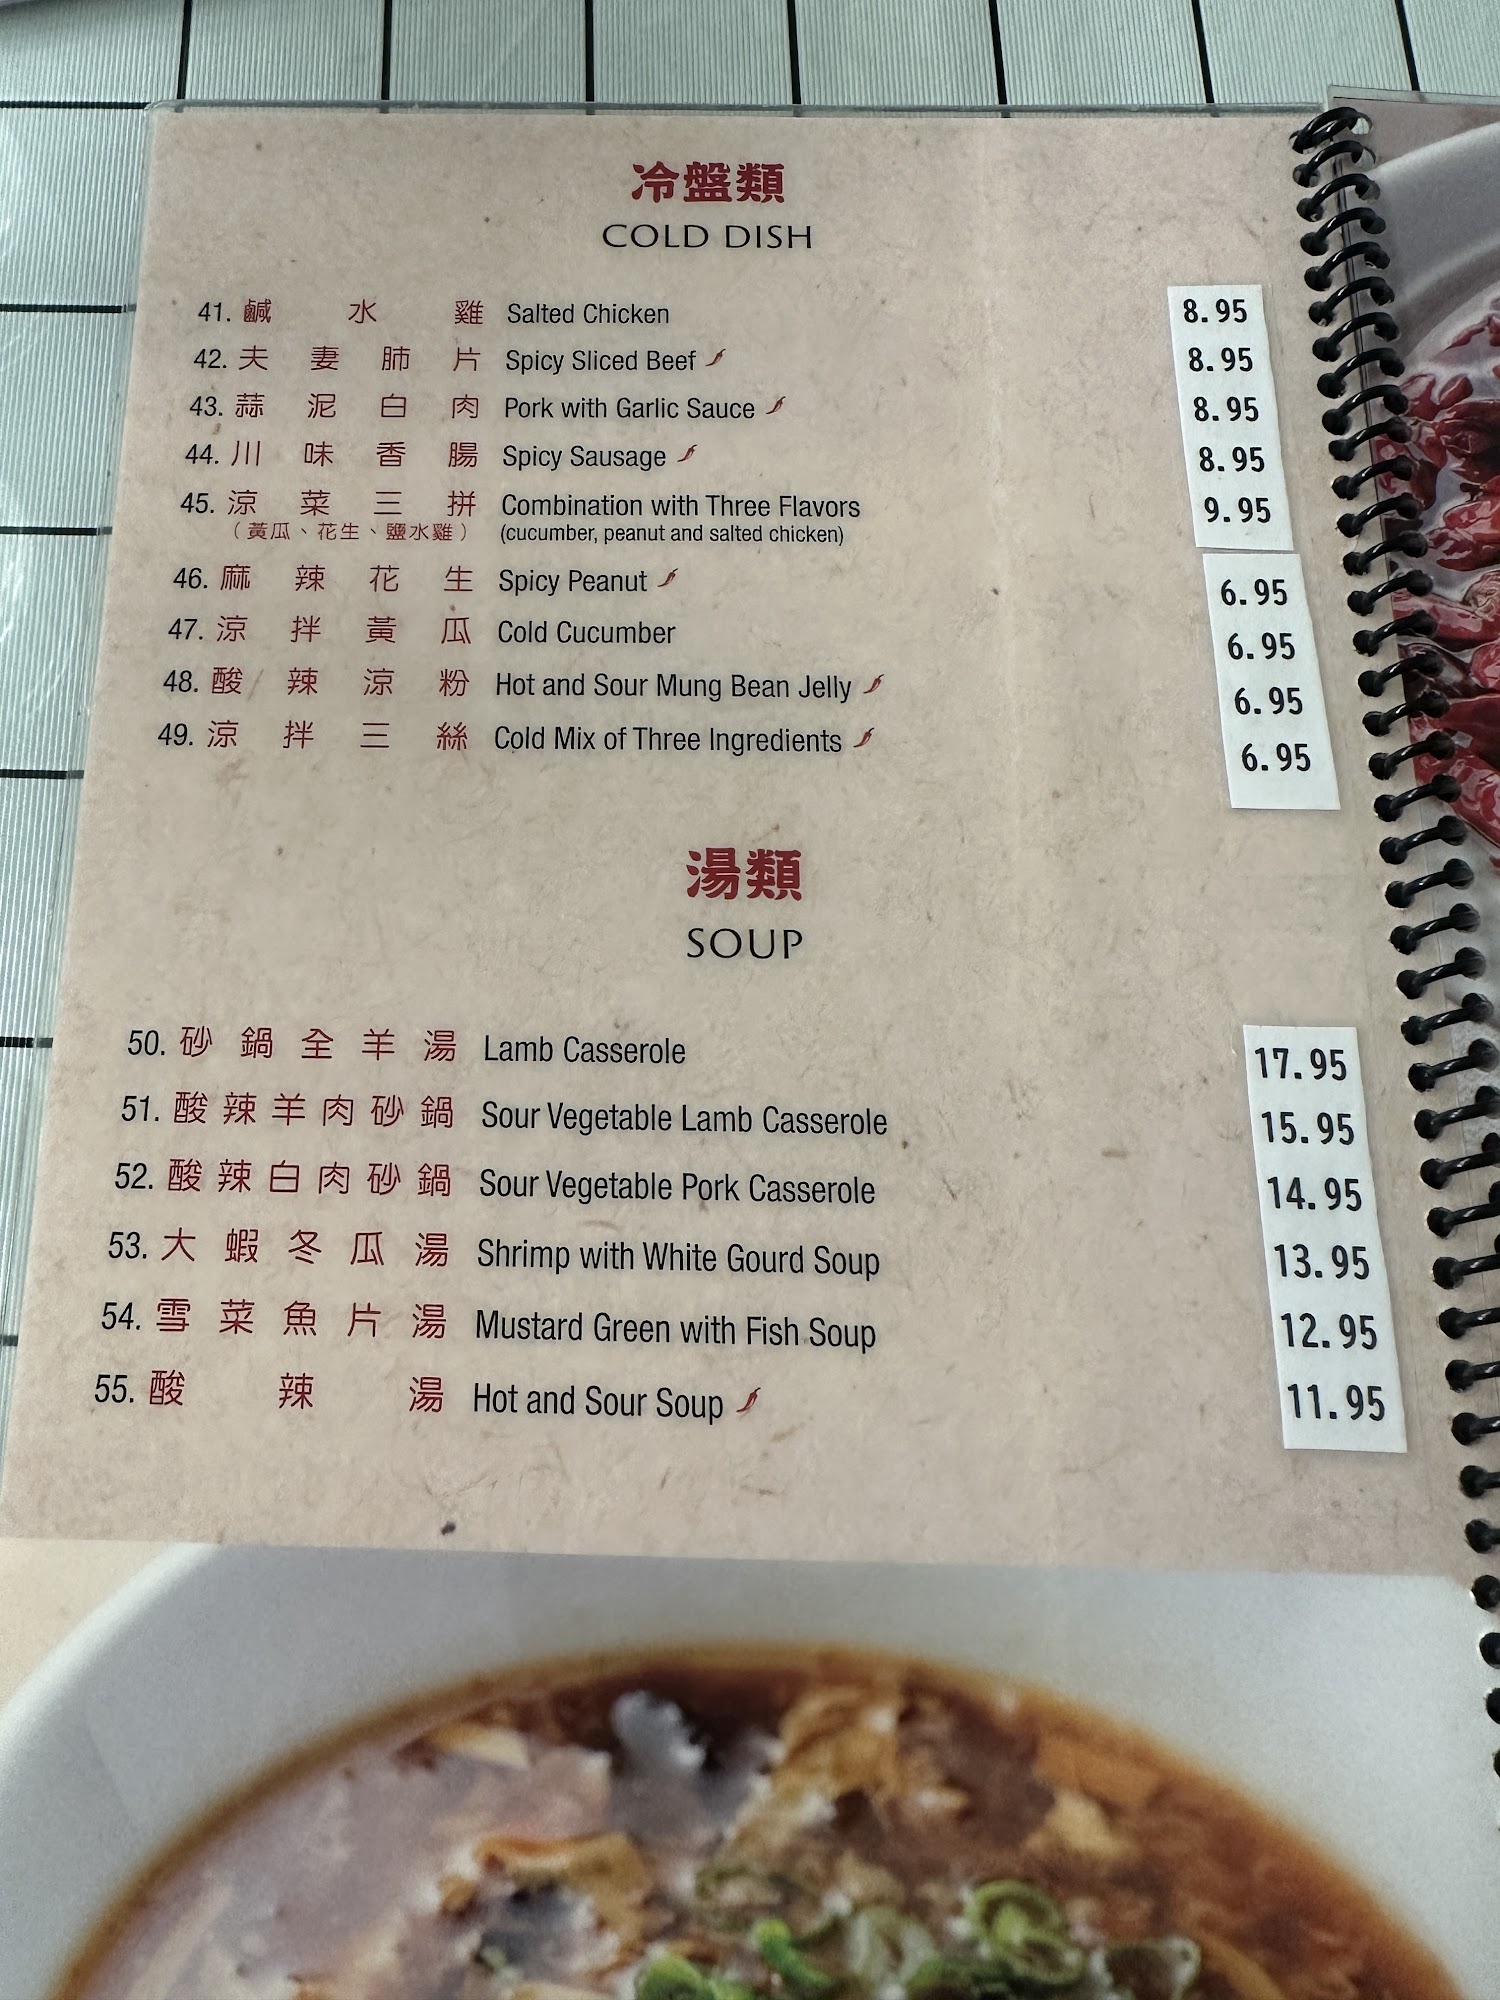 冷盤類
COLD DISH
41. 鹹水雞 Salted Chicken 8.95
42. 夫妻肺片 Spicy Sliced Beef 8.95
43. 蒜泥白肉 Pork with Garlic Sauce 8.95
44. 川味香腸 Spicy Sausage 8.95
45. 涼菜三拼 Combination with Three Flavors 9.95
（黃瓜、花生、鹽水雞） (cucumber, peanut and salted chicken)
46. 麻辣花生 Spicy Peanut 6.95
47. 涼拌黃瓜 Cold Cucumber 6.95
48. 酸辣涼粉 Hot and Sour Mung Bean Jelly 6.95
49. 涼拌三絲 Cold Mix of Three Ingredients 6.95
湯類
SOUP
50. 砂鍋全羊湯 Lamb Casserole 17.95
51. 酸辣羊肉砂鍋 Sour Vegetable Lamb Casserole 15.95
52. 酸辣白肉砂鍋 Sour Vegetable Pork Casserole 14.95
53. 大蝦冬瓜湯 Shrimp with White Gourd Soup 13.95
54. 雪菜魚片湯 Mustard Green with Fish Soup 12.95
55. 酸辣湯 Hot and Sour Soup 11.95